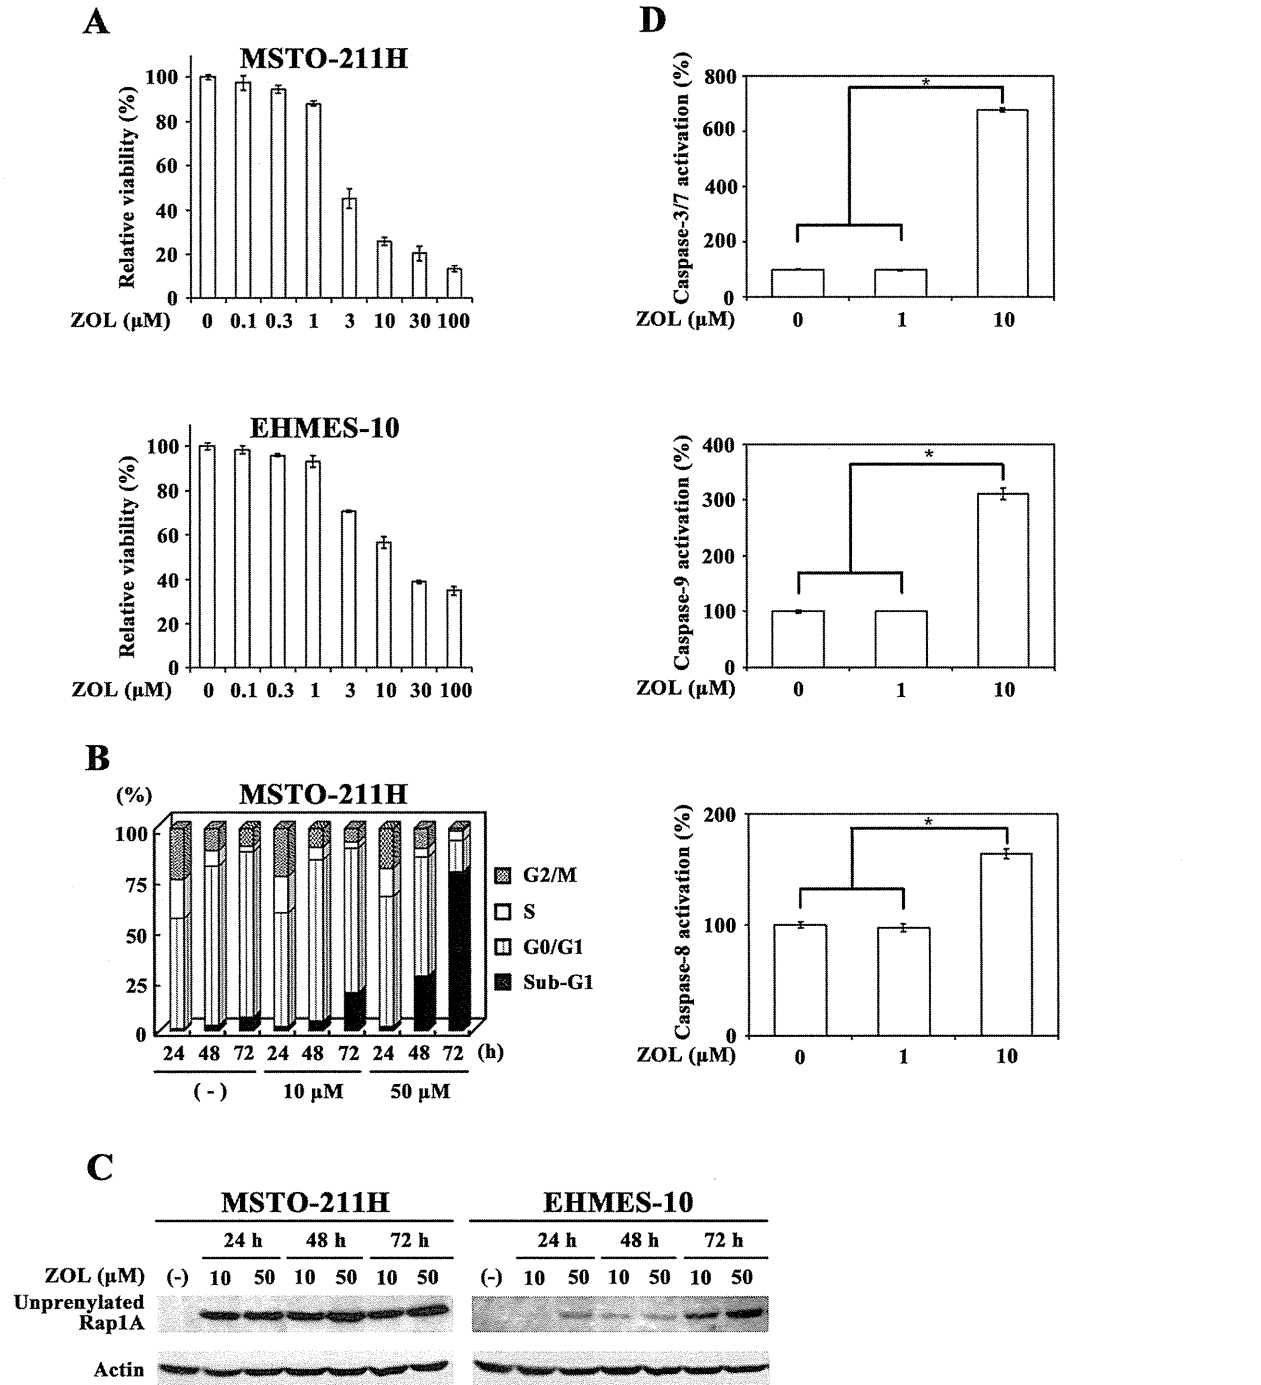 A
MSTO-211H
Relative viability (%)
100
80
60
40
20
0
ZOL (μM) 0 0.1 0.3 1 3 10 30 100
EHMES-10
Relative viability (%)
100
80
60
40
20
0
ZOL (μM) 0 0.1 0.3 1 3 10 30 100
B
MSTO-211H
(%)
100
75
50
25
0
G2/M
S
G0/G1
Sub-G1
24 48 72 24 48 72 24 48 72 (h)
(-) 10 μM 50 μM
C
MSTO-211H EHMES-10
24 h 48 h 72 h 24 h 48 h 72 h
ZOL (μM) (-) 10 50 10 50 10 50 (-) 10 50 10 50 10 50
Unprenylated
Rap1A
Actin
D
Caspase-3/7 activation (%)
800
600
400
200
0
*
ZOL (μM) 0 1 10
Caspase-9 activation (%)
400
300
200
100
0
*
ZOL (μM) 0 1 10
Caspase-8 activation (%)
200
100
0
*
ZOL (μM) 0 1 10